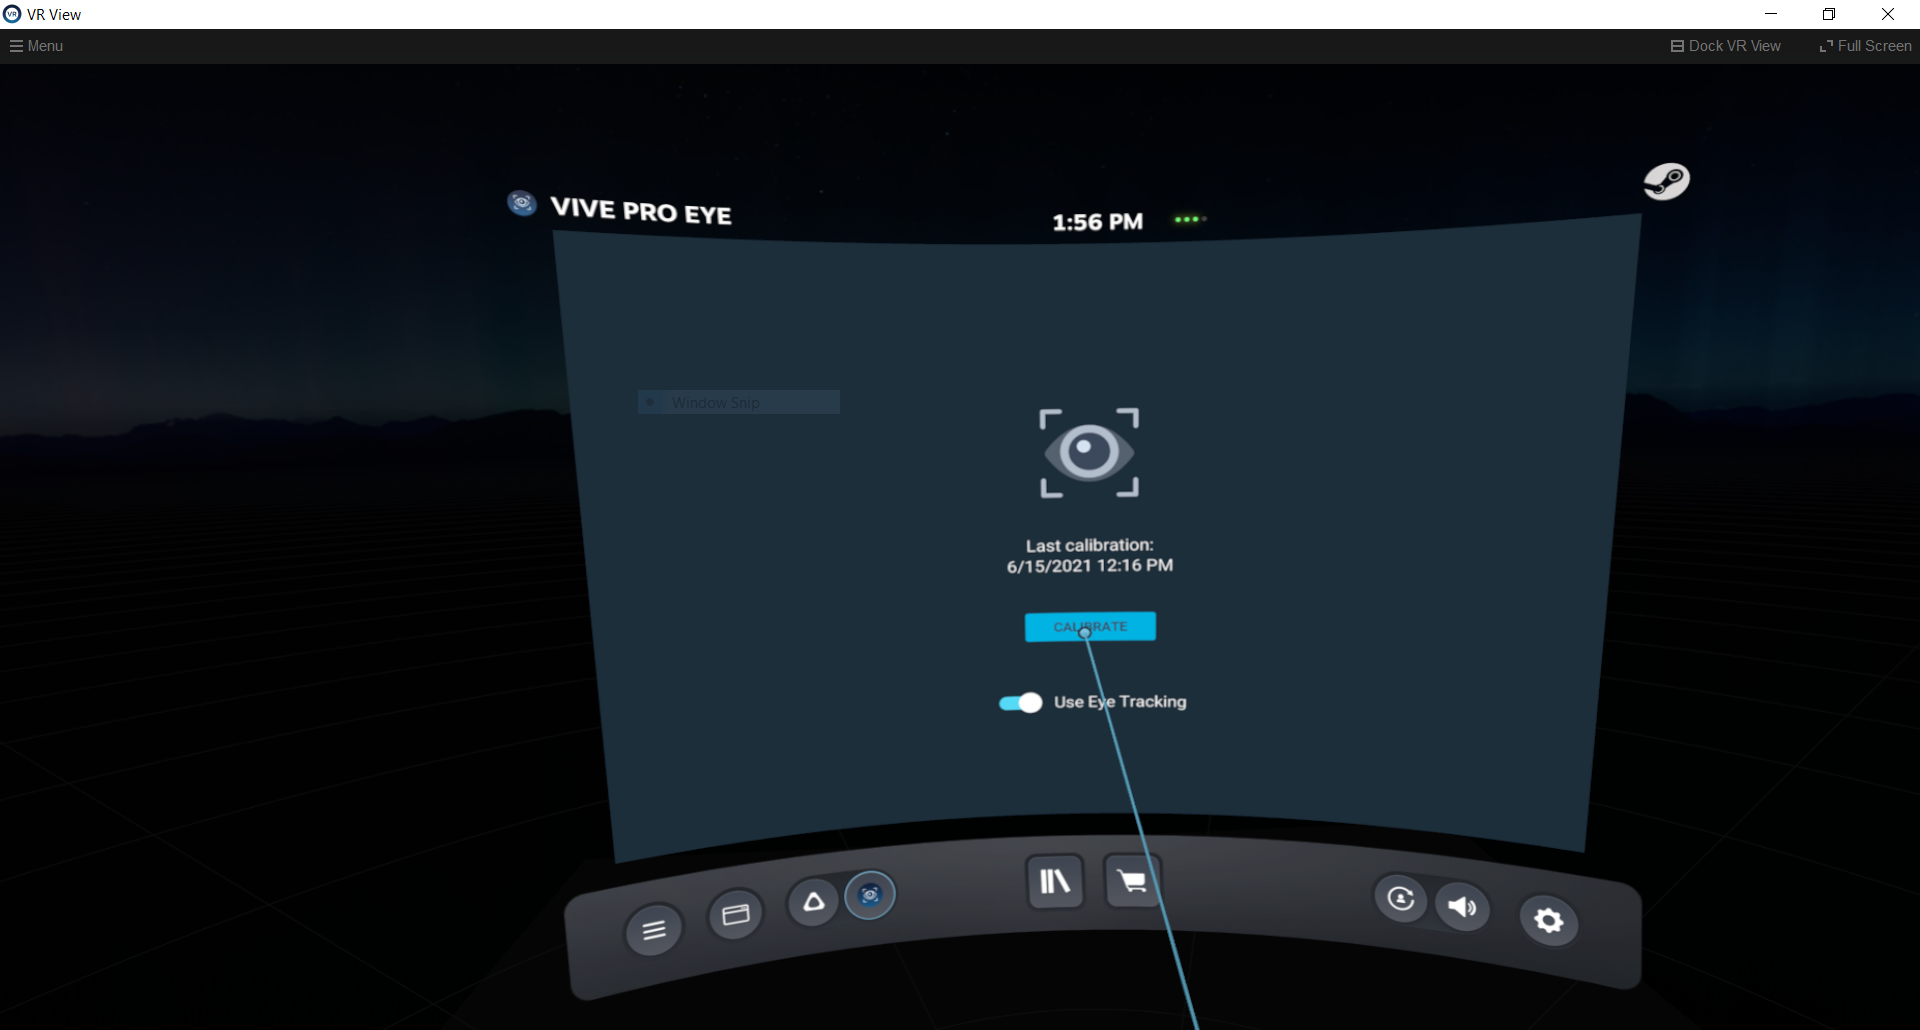 VR View
Menu
Dock VR View
Full Screen
VIVE PRO EYE
1:56 PM
Window Snip
Last calibration:
6/15/2021 12:16 PM
CALIBRATE
Use Eye Tracking